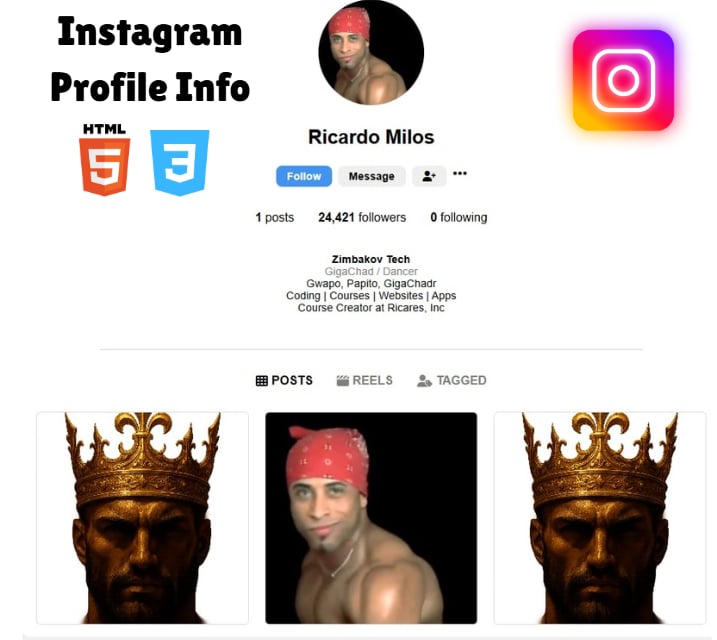 Instagram
Profile Info
HTML
5
3
Ricardo Milos
Follow Message
1 posts 24,421 followers 0 following
Zimbakov Tech
GigaChad / Dancer
Gwapo, Papito, GigaChadr
Coding | Courses | Websites | Apps
Course Creator at Ricares, Inc
POSTS REELS TAGGED